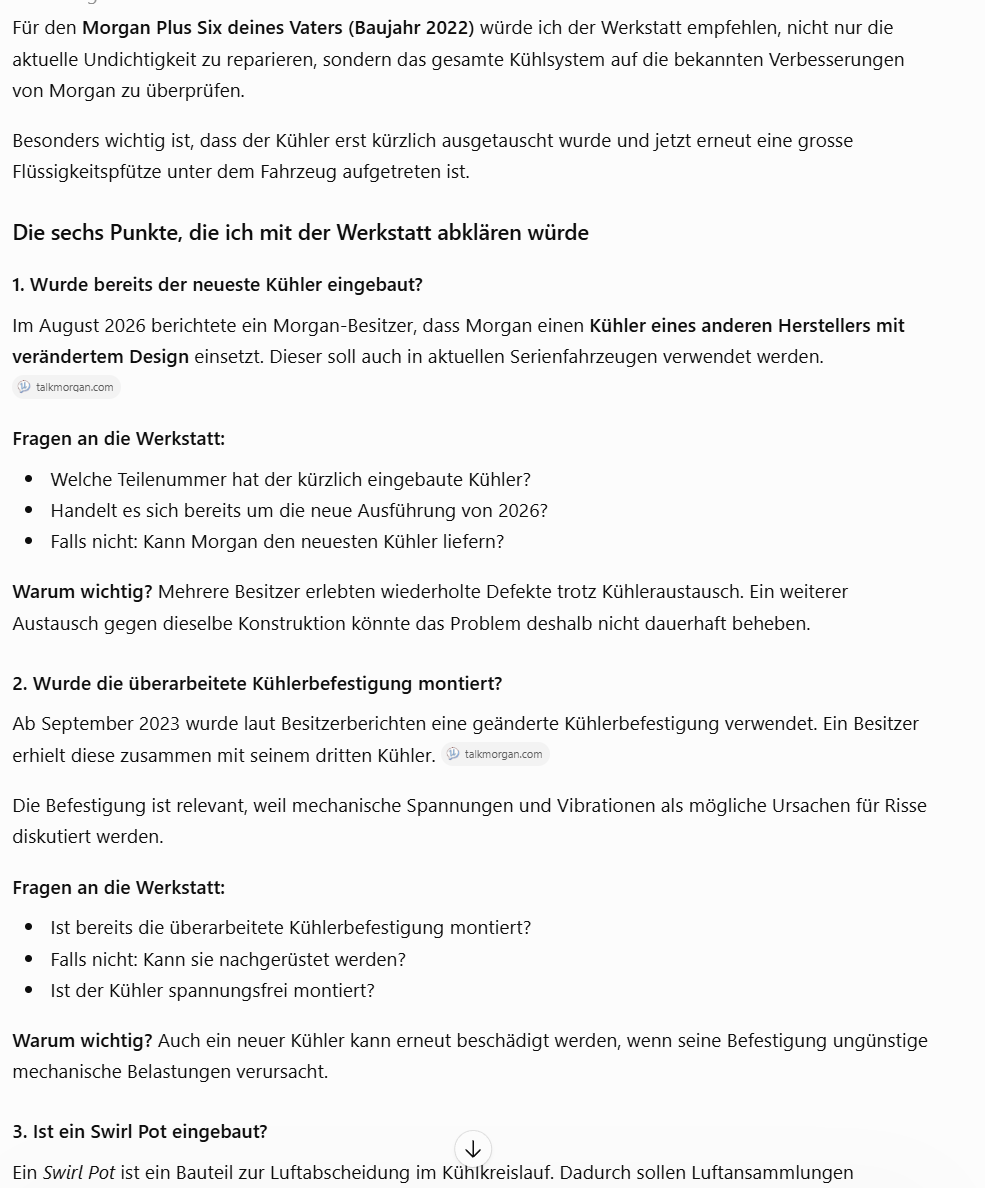 Für den Morgan Plus Six deines Vaters (Baujahr 2022) würde ich der Werkstatt empfehlen, nicht nur die
aktuelle Undichtigkeit zu reparieren, sondern das gesamte Kühlsystem auf die bekannten Verbesserungen
von Morgan zu überprüfen.
Besonders wichtig ist, dass der Kühler erst kürzlich ausgetauscht wurde und jetzt erneut eine grosse
Flüssigkeitspfütze unter dem Fahrzeug aufgetreten ist.
Die sechs Punkte, die ich mit der Werkstatt abklären würde
1. Wurde bereits der neueste Kühler eingebaut?
Im August 2026 berichtete ein Morgan-Besitzer, dass Morgan einen Kühler eines anderen Herstellers mit
verändertem Design einsetzt. Dieser soll auch in aktuellen Serienfahrzeugen verwendet werden.
talkmorgan.com
Fragen an die Werkstatt:
• Welche Teilenummer hat der kürzlich eingebaute Kühler?
• Handelt es sich bereits um die neue Ausführung von 2026?
• Falls nicht: Kann Morgan den neuesten Kühler liefern?
Warum wichtig? Mehrere Besitzer erlebten wiederholte Defekte trotz Kühleraustausch. Ein weiterer
Austausch gegen dieselbe Konstruktion könnte das Problem deshalb nicht dauerhaft beheben.
2. Wurde die überarbeitete Kühlerbefestigung montiert?
Ab September 2023 wurde laut Besitzerberichten eine geänderte Kühlerbefestigung verwendet. Ein Besitzer
erhielt diese zusammen mit seinem dritten Kühler. talkmorgan.com
Die Befestigung ist relevant, weil mechanische Spannungen und Vibrationen als mögliche Ursachen für Risse
diskutiert werden.
Fragen an die Werkstatt:
• Ist bereits die überarbeitete Kühlerbefestigung montiert?
• Falls nicht: Kann sie nachgerüstet werden?
• Ist der Kühler spannungsfrei montiert?
Warum wichtig? Auch ein neuer Kühler kann erneut beschädigt werden, wenn seine Befestigung ungünstige
mechanische Belastungen verursacht.
3. Ist ein Swirl Pot eingebaut?
Ein Swirl Pot ist ein Bauteil zur Luftabscheidung im Kühlkreislauf. Dadurch sollen Luftansammlungen